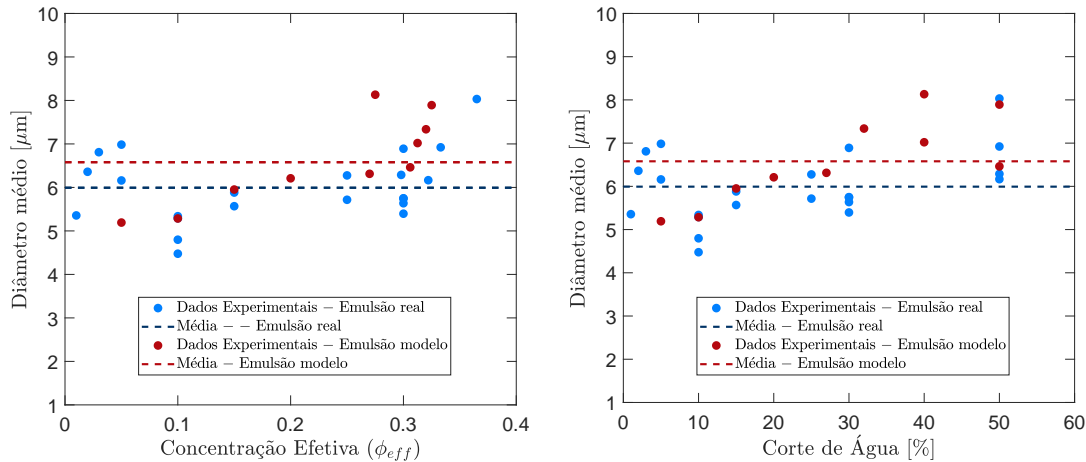 10
9
8
7
6
5
4
3
2
1
Diâmetro médio [μm]
Dados Experimentais − Emulsão real
Média − − Emulsão real
Dados Experimentais − Emulsão modelo
Média − Emulsão modelo
0
0.1
0.2
0.3
0.4
Concentração Efetiva (ϕeff)
10
9
8
7
6
5
4
3
2
1
Diâmetro médio [μm]
Dados Experimentais − Emulsão real
Média − Emulsão real
Dados Experimentais − Emulsão modelo
Média − Emulsão modelo
0
10
20
30
40
50
60
Corte de Água [%]